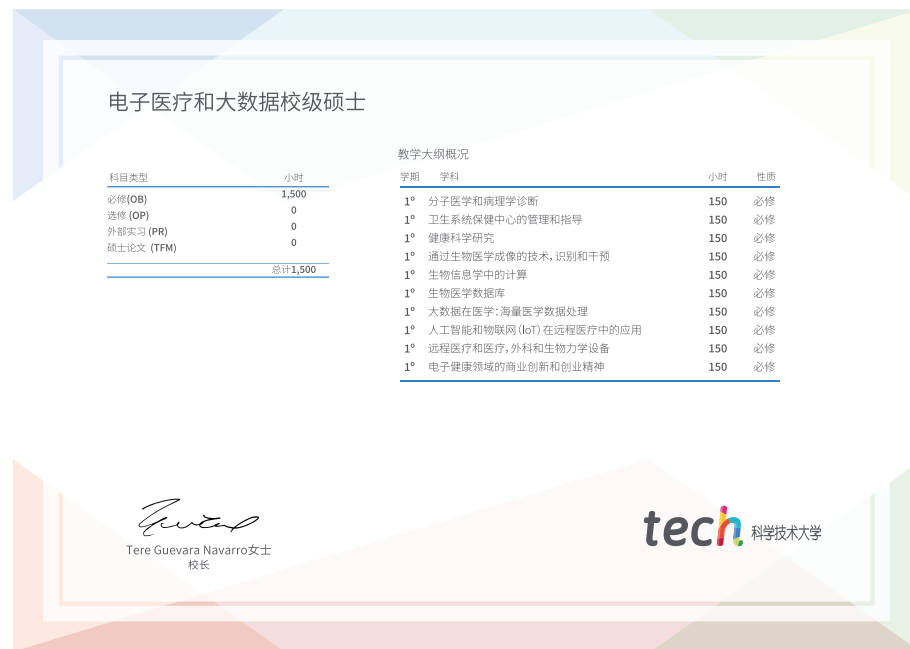 电子医疗和大数据校级硕士
科目类型 小时
必修(OB) 1,500
选修 (OP) 0
外部实习 (PR) 0
硕士论文 (TFM) 0
总计1,500
教学大纲概况
学期 学科 小时 性质
1º 分子医学和病理学诊断 150 必修
1º 卫生系统保健中心的管理和指导 150 必修
1º 健康科学研究 150 必修
1º 通过生物医学成像的技术，识别和干预 150 必修
1º 生物信息学中的计算 150 必修
1º 生物医学数据库 150 必修
1º 大数据在医学：海量医学数据处理 150 必修
1º 人工智能和物联网（IoT）在远程医疗中的应用 150 必修
1º 远程医疗和医疗，外科和生物力学设备 150 必修
1º 电子健康领域的商业创新和创业精神 150 必修
Tere Guevara Navarro女士
校长
tech 科学技术大学